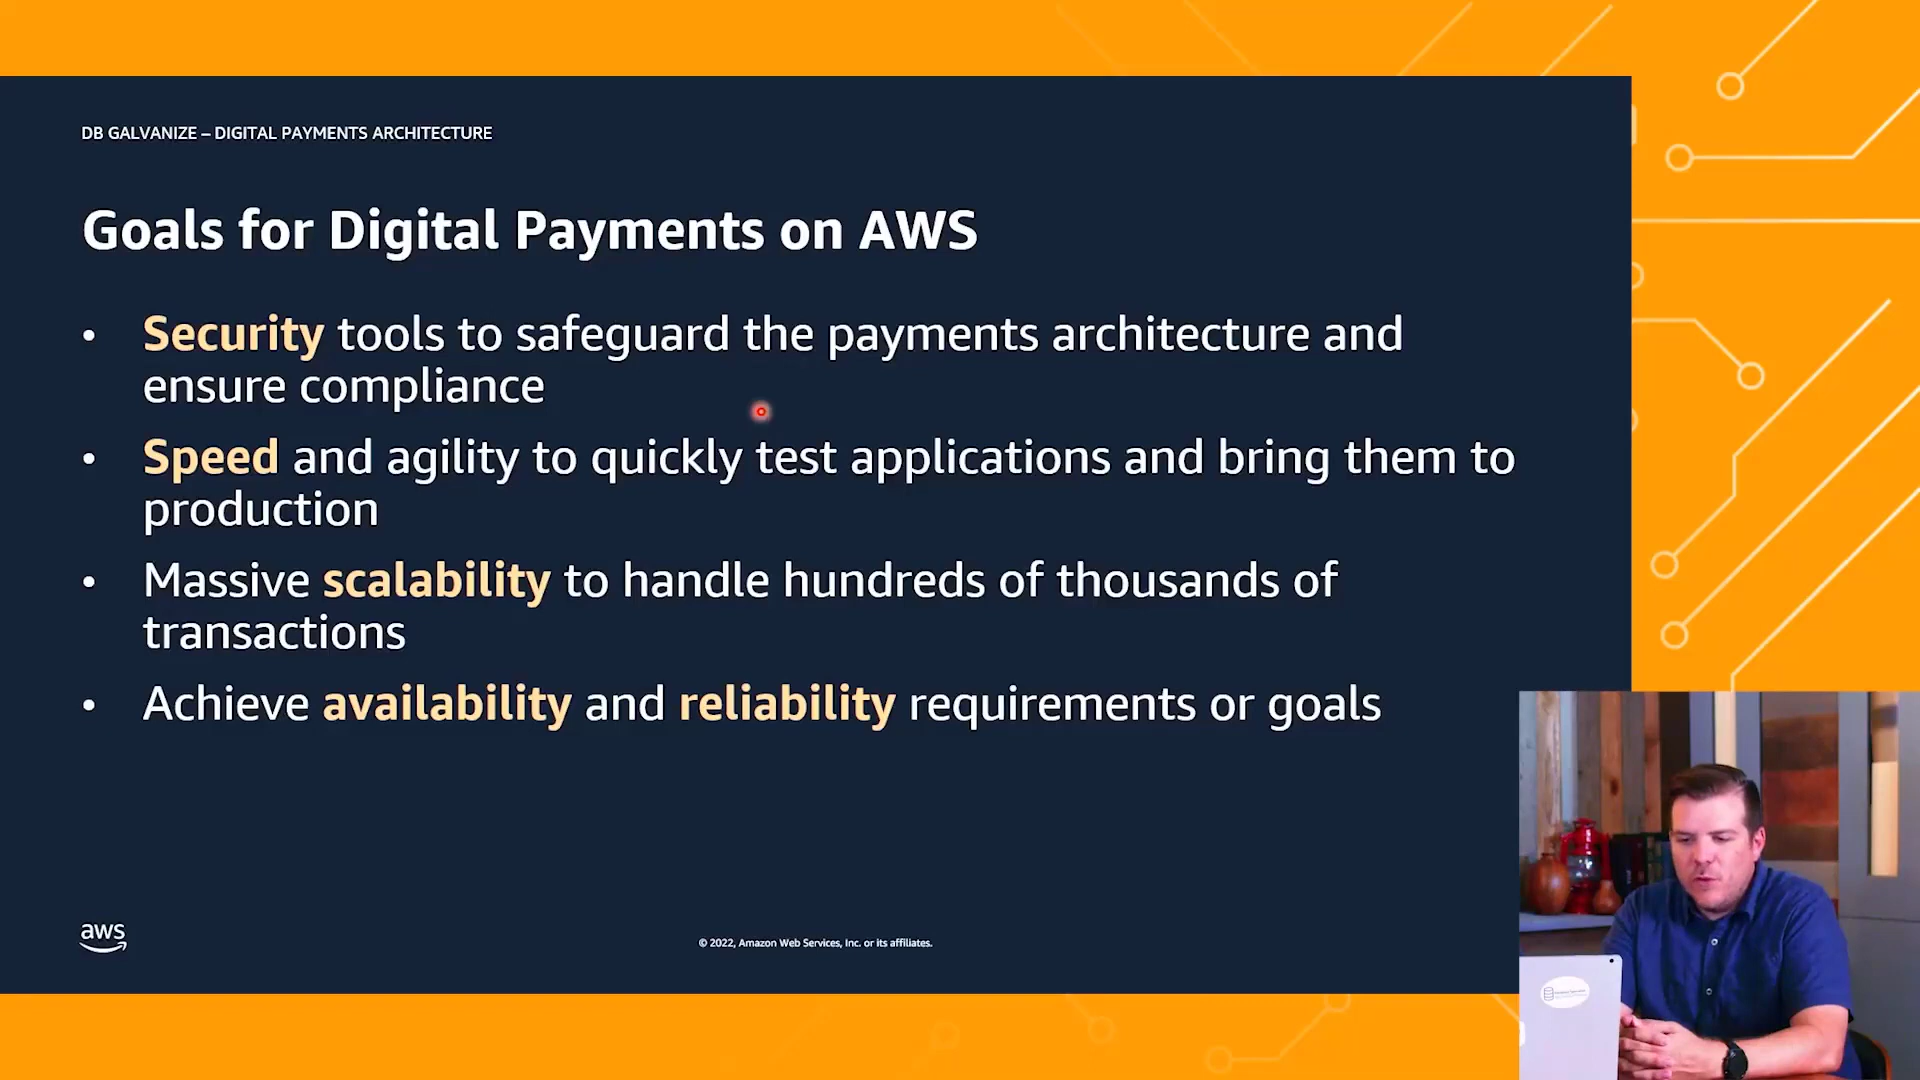 DB GALVANIZE – DIGITAL PAYMENTS ARCHITECTURE
Goals for Digital Payments on AWS
• Security tools to safeguard the payments architecture and
ensure compliance
• Speed and agility to quickly test applications and bring them to
production
• Massive scalability to handle hundreds of thousands of
transactions
• Achieve availability and reliability requirements or goals
aws
© 2022, Amazon Web Services, Inc. or its affiliates.